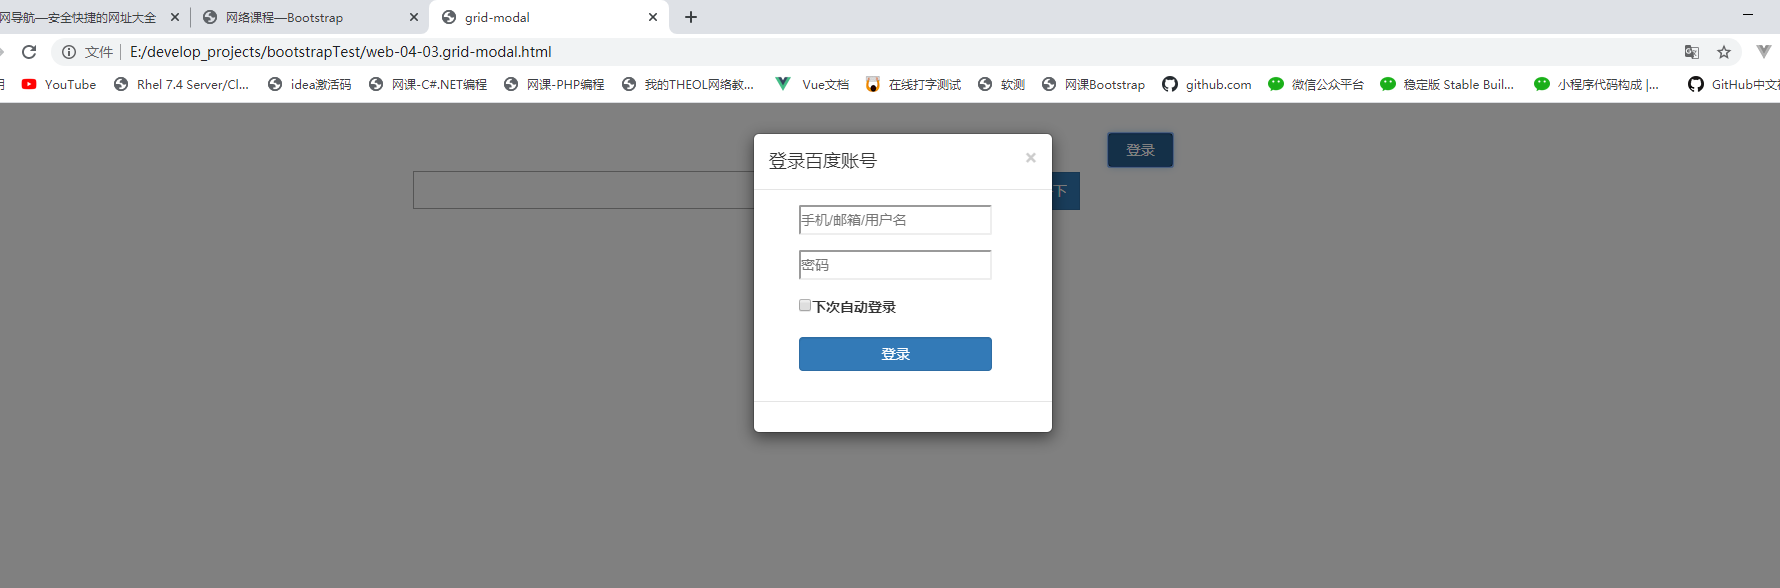 网导航—安全快捷的网址大全 网络课程—Bootstrap grid-modal
文件 E:/develop_projects/bootstrapTest/web-04-03.grid-modal.html
YouTube Rhel 7.4 Server/Cl... idea激活码 网课-C#.NET编程 网课-PHP编程 我的THEOL网络教... Vue文档 在线打字测试 软测 网课Bootstrap github.com 微信公众平台 稳定版 Stable Buil... 小程序代码构成 |... GitHub中文
登录百度账号 × 登录
下
手机/邮箱/用户名
密码
下次自动登录
登录